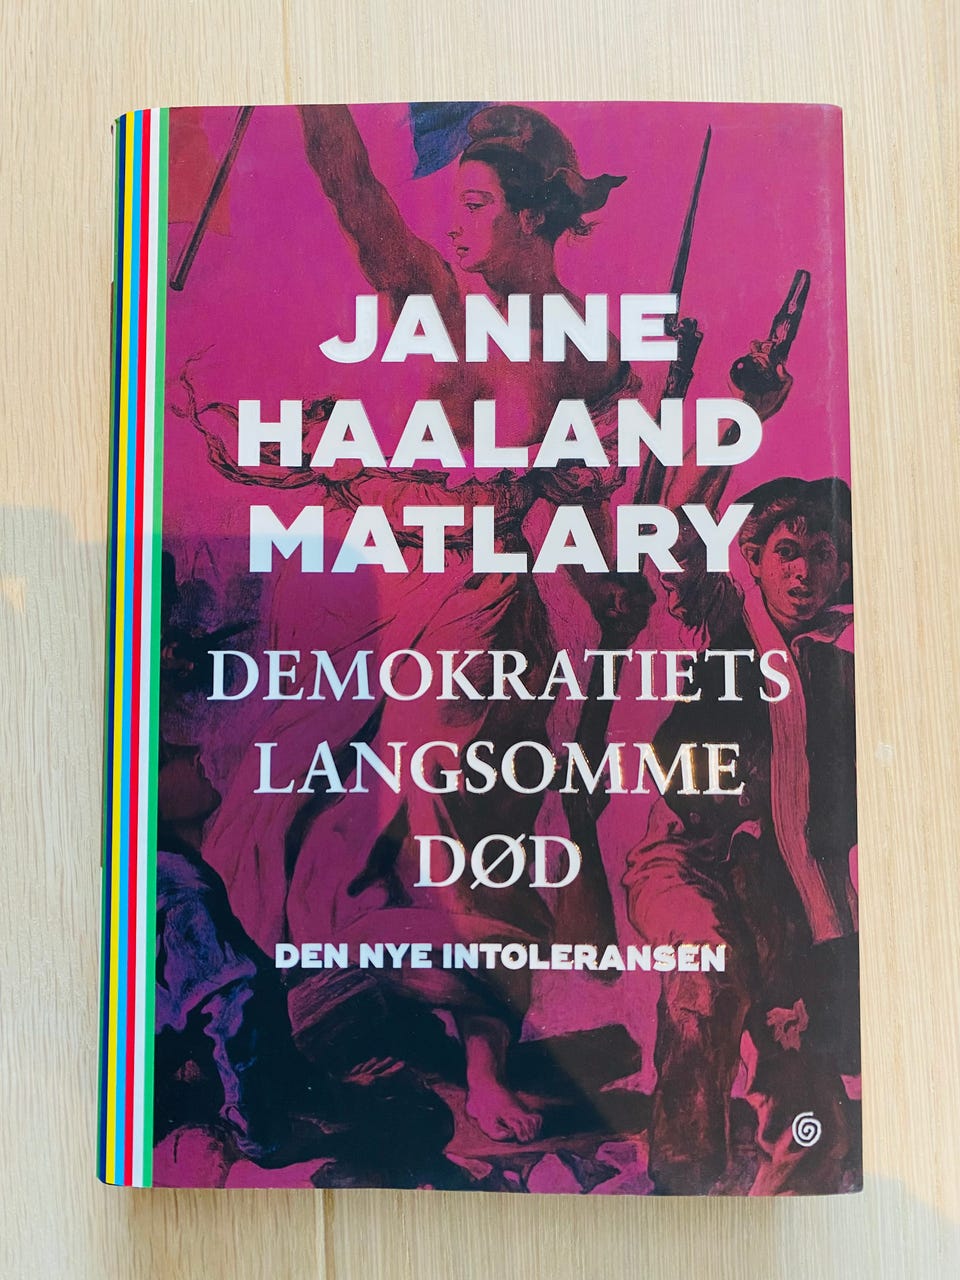 JANNE
HAALAND
MATLARY
DEMOKRATIETS
LANGSOMME
DØD
DEN NYE INTOLERANSEN